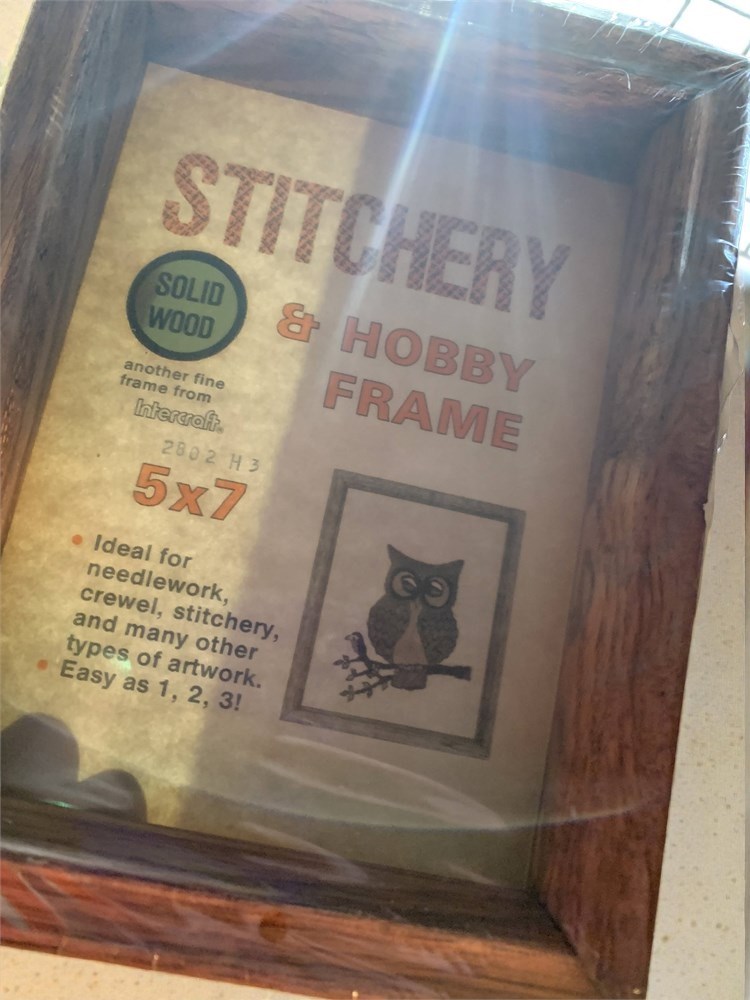 STITCHERY
SOLID
WOOD
& HOBBY
FRAME
another fine
frame from
Intercraft®
2802 H3
5x7
• Ideal for
needlework,
crewel, stitchery,
and many other
types of artwork.
• Easy as 1, 2, 3!